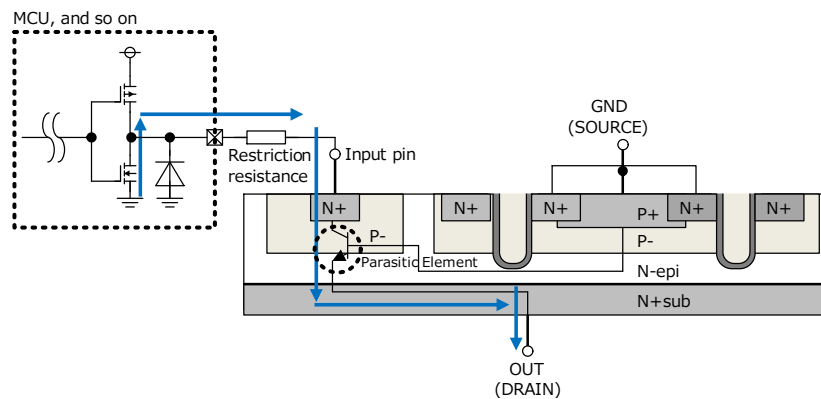 MCU, and so on
GND
(SOURCE)
Restriction
resistance
Input pin
N+
N+
N+
P+
N+
N+
P-
P-
Parasitic Element
N-epi
N+sub
OUT
(DRAIN)